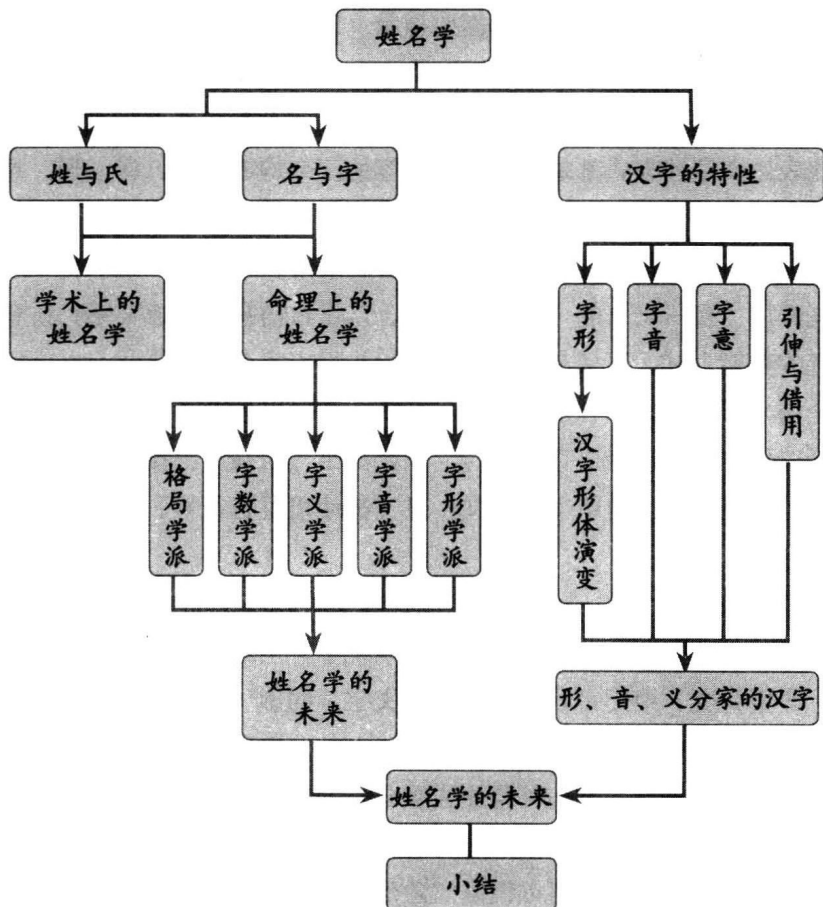 姓名学
姓与氏
名与字
汉字的特性
学术上的
姓名学
命理上的
姓名学
字形
字音
字意
引伸与借用
汉字形体演变
格局学派
字数学派
字义学派
字音学派
字形学派
姓名学的
未来
形、音、义分家的汉字
姓名学的未来
小结